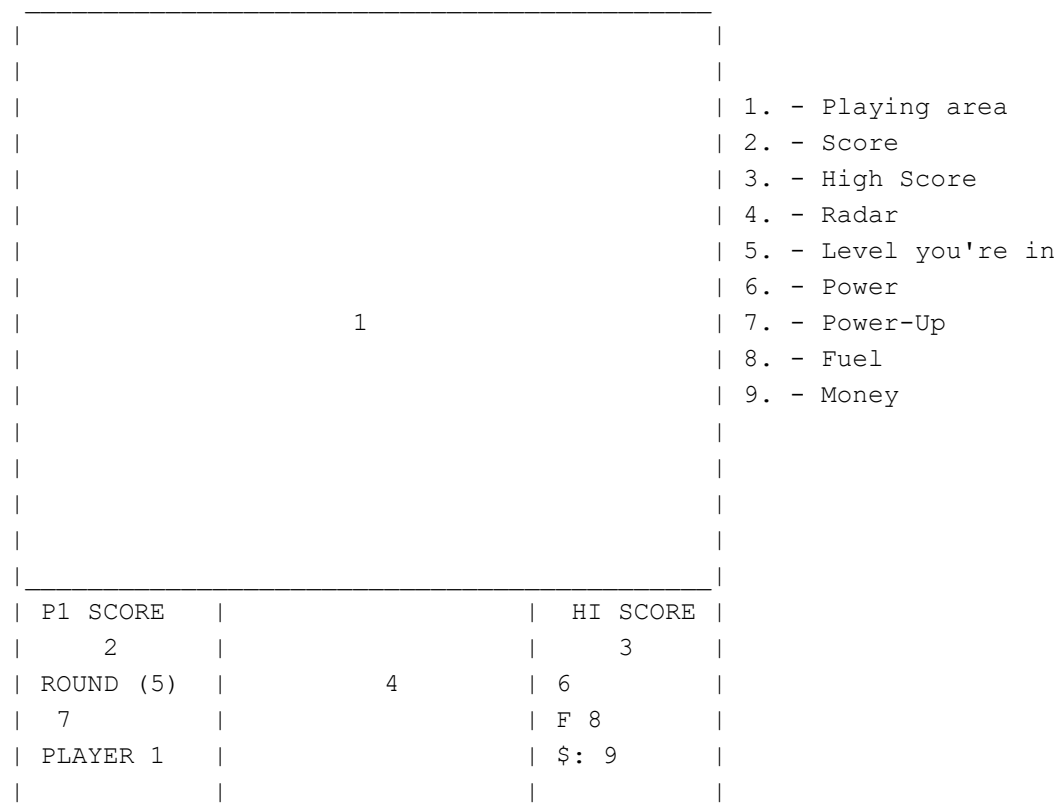 1. - Playing area
2. - Score
3. - High Score
4. - Radar
5. - Level you're in
6. - Power
1 7. - Power-Up
8. - Fuel
9. - Money
P1 SCORE HI SCORE
2 3
ROUND (5) 4 6
7 F 8
PLAYER 1 $: 9